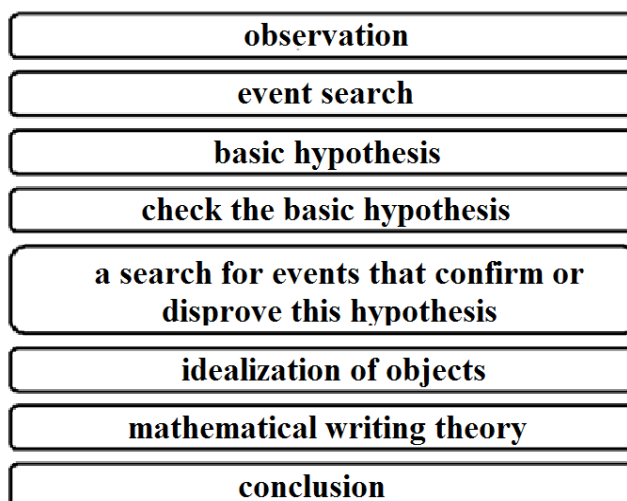 observation
event search
basic hypothesis
check the basic hypothesis
a search for events that confirm or
disprove this hypothesis
idealization of objects
mathematical writing theory
conclusion